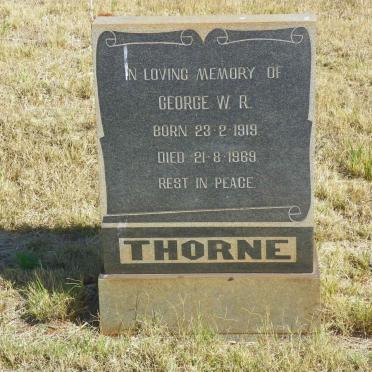 IN LOVING MEMORY OF
GEORGE W. R.
BORN 23·2·1919
DIED 21·8·1969
REST IN PEACE.
THORNE